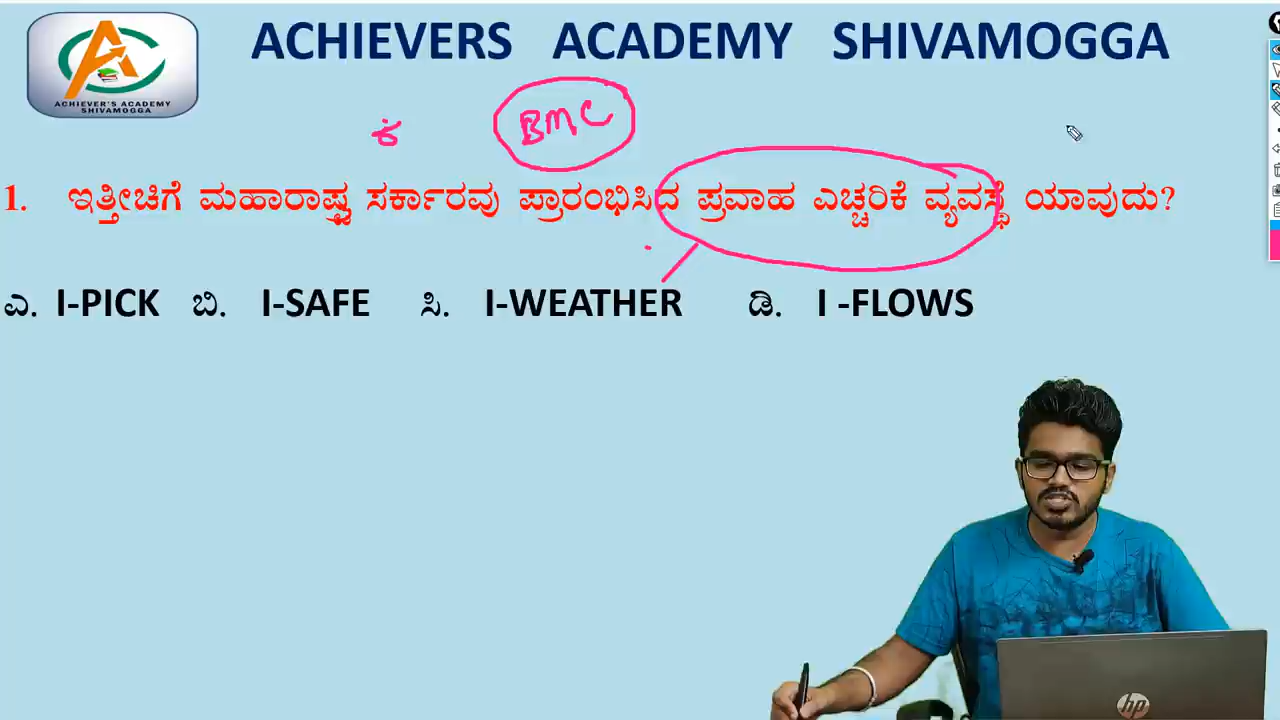 ACHIEVERS ACADEMY SHIVAMOGGA
ACHIEVER'S ACADEMY
SHIVAMOGGA
BMC
1. ಇತ್ತೀಚಿಗೆ ಮಹಾರಾಷ್ಟ್ರ ಸರ್ಕಾರವು ಪ್ರಾರಂಭಿಸಿದ ಪ್ರವಾಹ ಎಚ್ಚರಿಕೆ ವ್ಯವಸ್ಥೆ ಯಾವುದು?
ಎ. I-PICK ಬಿ. I-SAFE ಸಿ. I-WEATHER ಡಿ. I -FLOWS
hp